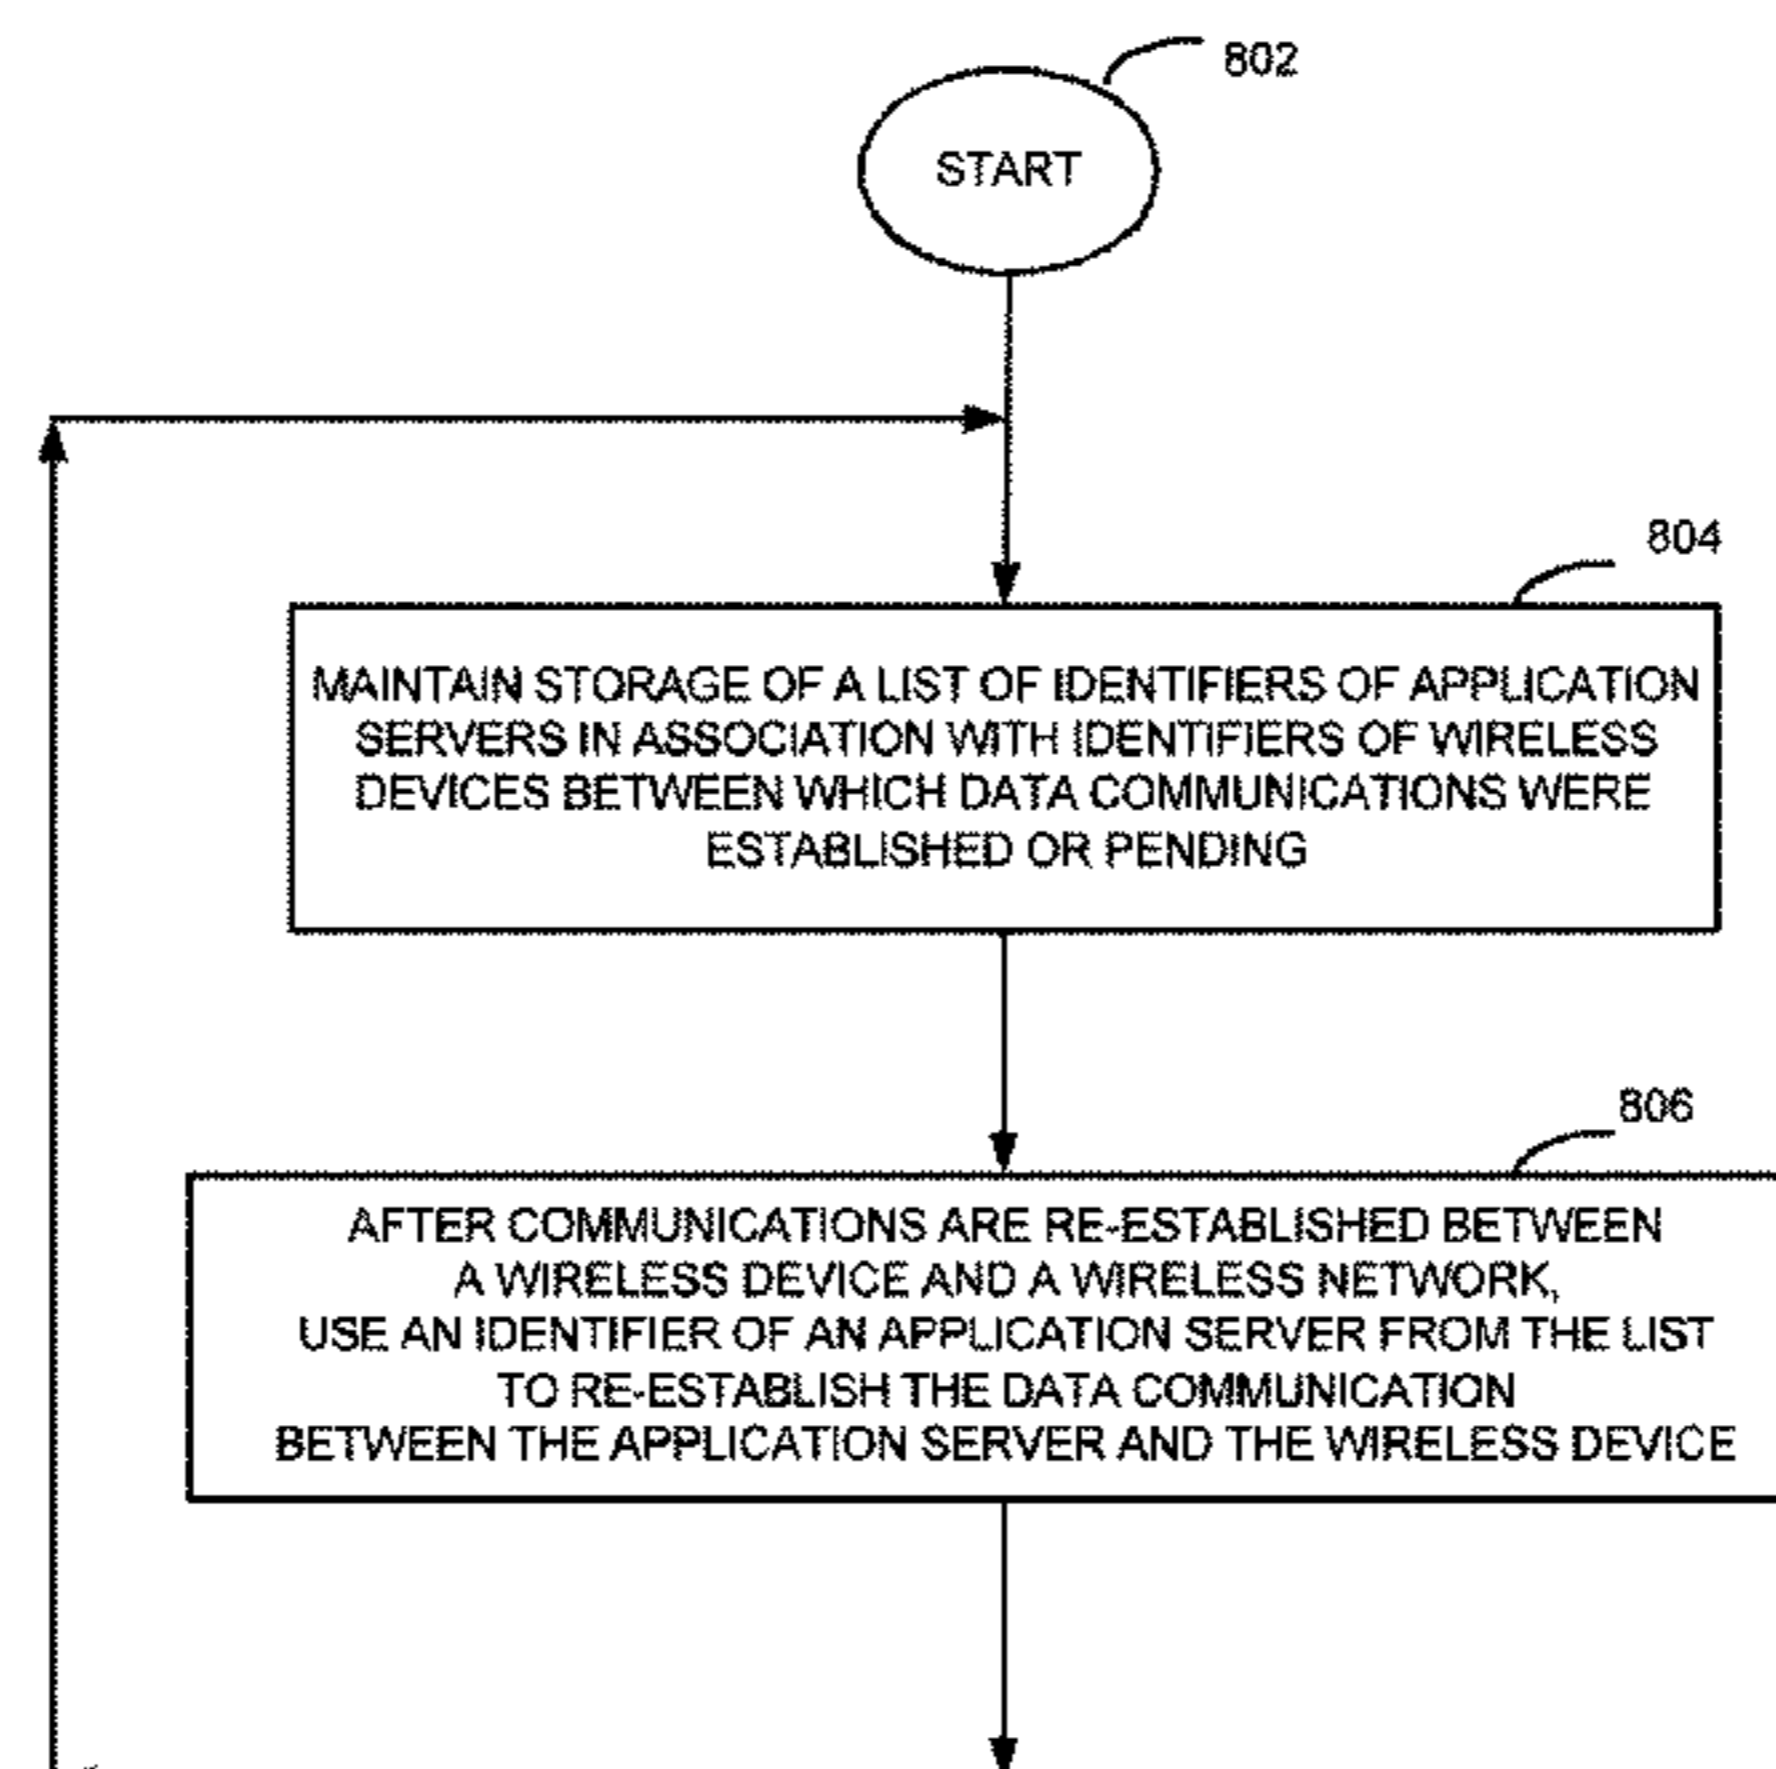 802
START
804
MAINTAIN STORAGE OF A LIST OF IDENTIFIERS OF APPLICATION
SERVERS IN ASSOCIATION WITH IDENTIFIERS OF WIRELESS
DEVICES BETWEEN WHICH DATA COMMUNICATIONS WERE
ESTABLISHED OR PENDING
806
AFTER COMMUNICATIONS ARE RE-ESTABLISHED BETWEEN
A WIRELESS DEVICE AND A WIRELESS NETWORK,
USE AN IDENTIFIER OF AN APPLICATION SERVER FROM THE LIST
TO RE-ESTABLISH THE DATA COMMUNICATION
BETWEEN THE APPLICATION SERVER AND THE WIRELESS DEVICE